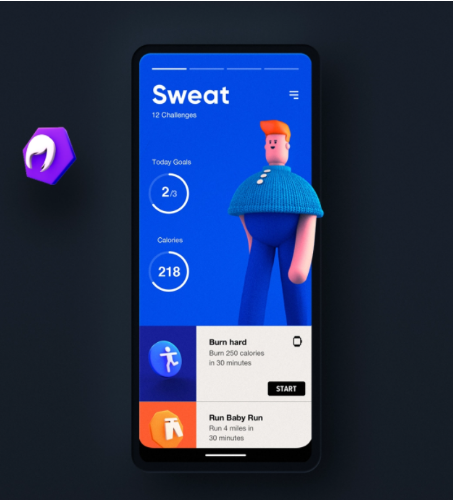 Sweat
12 Challenges
Today Goals
2/3
Calories
218
Burn hard
Burn 250 calories
in 30 minutes
START
Run Baby Run
Run 4 miles in
30 minutes